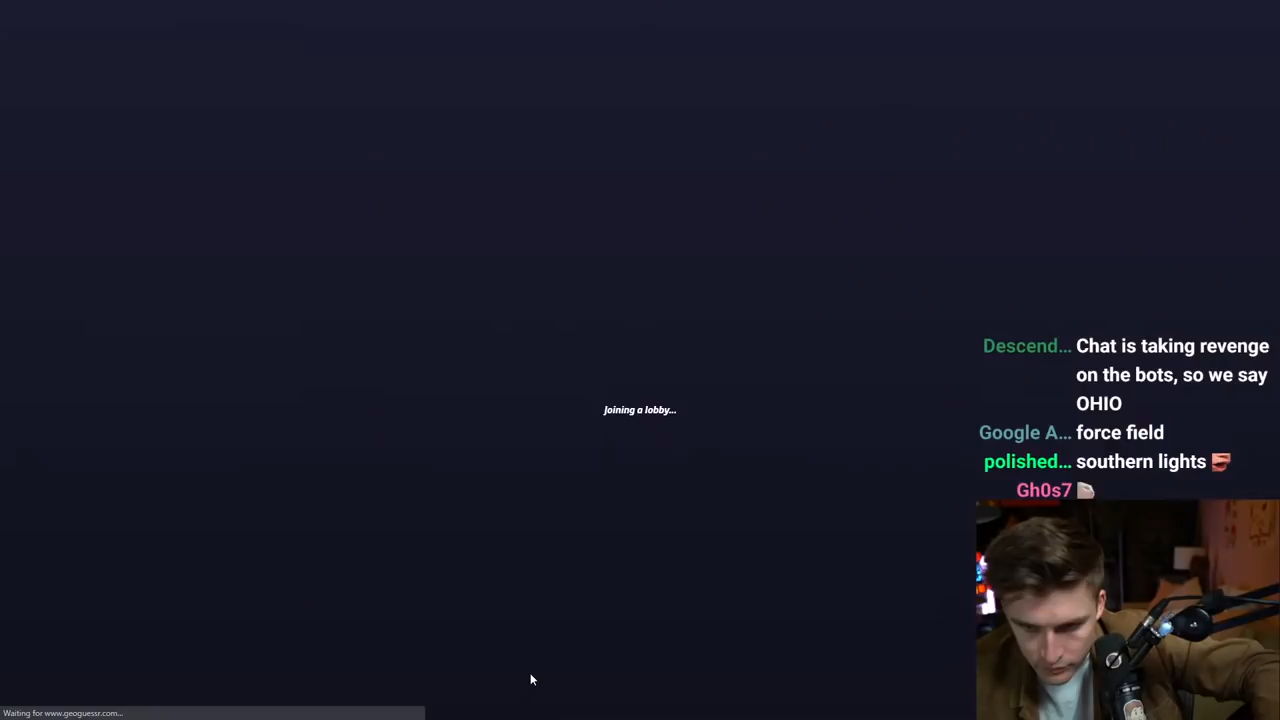 Descend... Chat is taking revenge
on the bots, so we say
OHIO
Google A... force field
polished... southern lights
Gh0s7
Joining a lobby...
Waiting for www.geoguessr.com...